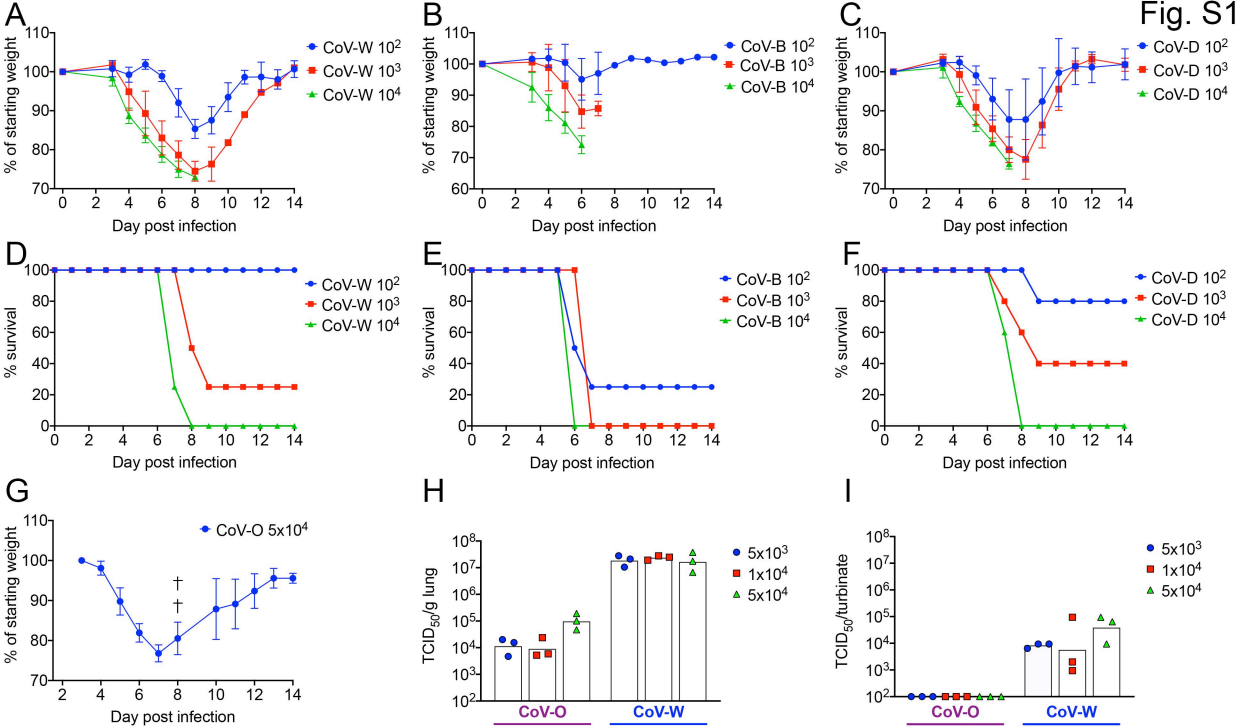 Fig. S1
A
% of starting weight
110
100
90
80
70
0 2 4 6 8 10 12 14
Day post infection
CoV-W 10²
CoV-W 10³
CoV-W 10⁴
B
% of starting weight
110
100
90
80
70
60
0 2 4 6 8 10 12 14
Day post infection
CoV-B 10²
CoV-B 10³
CoV-B 10⁴
C
% of starting weight
110
100
90
80
70
0 2 4 6 8 10 12 14
Day post infection
CoV-D 10²
CoV-D 10³
CoV-D 10⁴
D
% survival
100
80
60
40
20
0
0 2 4 6 8 10 12 14
Day post infection
CoV-W 10²
CoV-W 10³
CoV-W 10⁴
E
% survival
100
80
60
40
20
0
0 2 4 6 8 10 12 14
Day post infection
CoV-B 10²
CoV-B 10³
CoV-B 10⁴
F
% survival
100
80
60
40
20
0
0 2 4 6 8 10 12 14
Day post infection
CoV-D 10²
CoV-D 10³
CoV-D 10⁴
G
% of starting weight
110
100
90
80
70
2 4 6 8 10 12 14
Day post infection
CoV-O 5x10⁴
†
†
H
TCID₅₀/g lung
10⁸
10⁷
10⁶
10⁵
10⁴
10³
10²
CoV-O CoV-W
5x10³
1x10⁴
5x10⁴
I
TCID₅₀/turbinate
10⁸
10⁷
10⁶
10⁵
10⁴
10³
10²
CoV-O CoV-W
5x10³
1x10⁴
5x10⁴